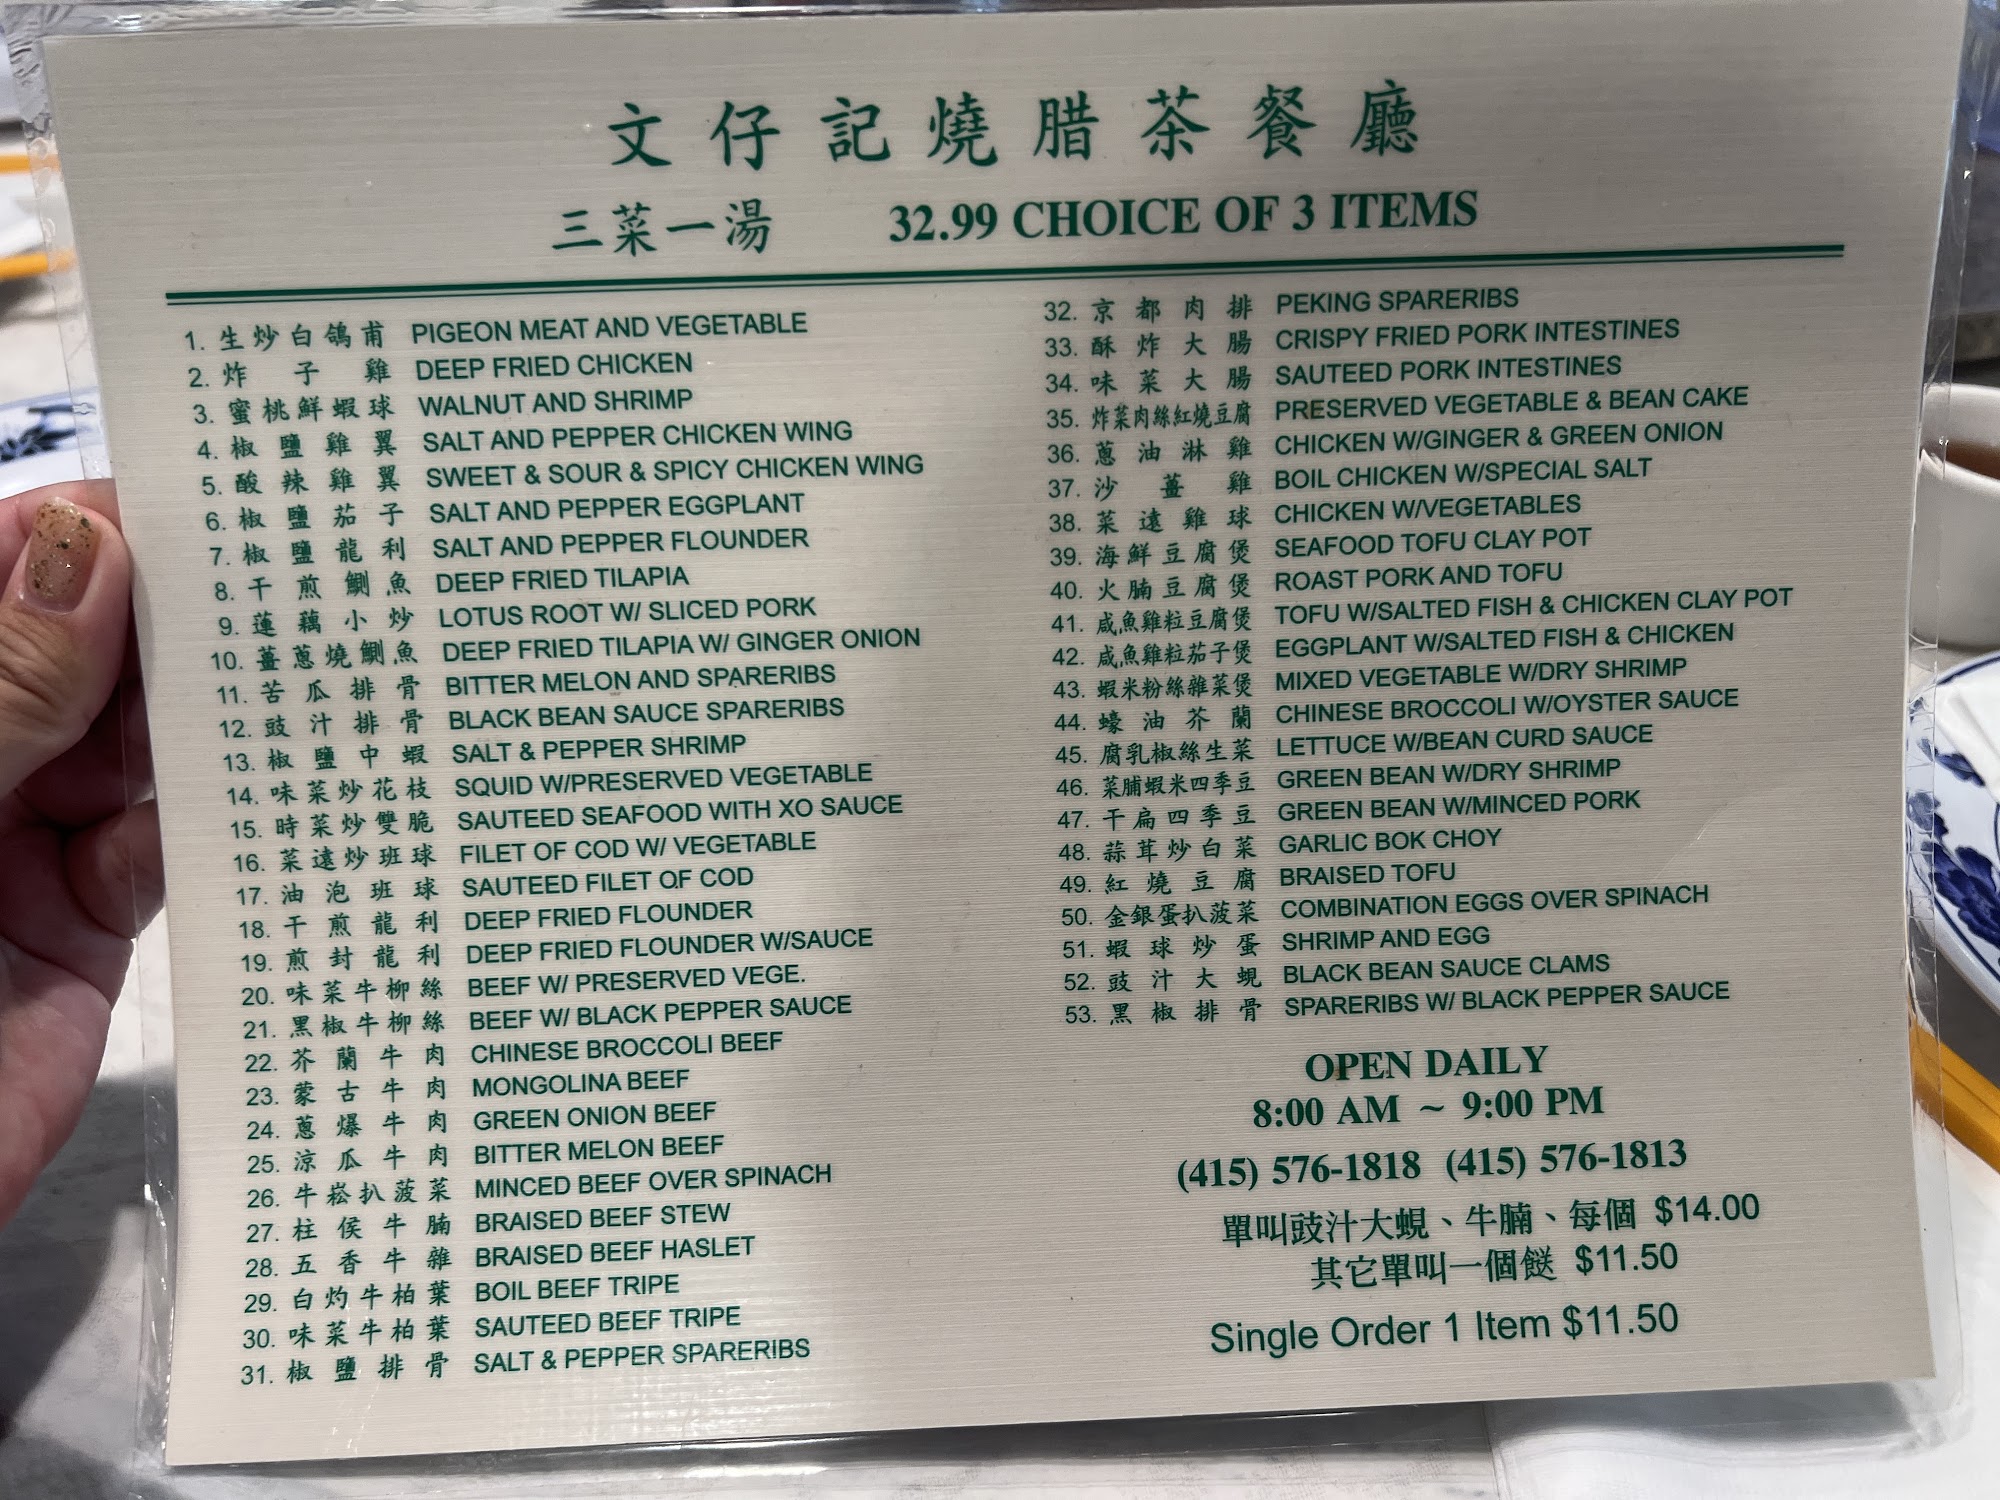 文仔記燒腊茶餐廳
三菜一湯 32.99 CHOICE OF 3 ITEMS
1. 生炒白鴿甫 PIGEON MEAT AND VEGETABLE
2. 炸子雞 DEEP FRIED CHICKEN
3. 蜜桃鮮蝦球 WALNUT AND SHRIMP
4. 椒鹽雞翼 SALT AND PEPPER CHICKEN WING
5. 酸辣雞翼 SWEET & SOUR & SPICY CHICKEN WING
6. 椒鹽茄子 SALT AND PEPPER EGGPLANT
7. 椒鹽龍利 SALT AND PEPPER FLOUNDER
8. 干煎鯏魚 DEEP FRIED TILAPIA
9. 蓮藕小炒 LOTUS ROOT W/ SLICED PORK
10. 薑蔥燒鯏魚 DEEP FRIED TILAPIA W/ GINGER ONION
11. 苦瓜排骨 BITTER MELON AND SPARERIBS
12. 豉汁排骨 BLACK BEAN SAUCE SPARERIBS
13. 椒鹽中蝦 SALT & PEPPER SHRIMP
14. 味菜炒花枝 SQUID W/PRESERVED VEGETABLE
15. 時菜炒雙脆 SAUTEED SEAFOOD WITH XO SAUCE
16. 菜遠炒班球 FILET OF COD W/ VEGETABLE
17. 油泡班球 SAUTEED FILET OF COD
18. 干煎龍利 DEEP FRIED FLOUNDER
19. 煎封龍利 DEEP FRIED FLOUNDER W/SAUCE
20. 味菜牛柳絲 BEEF W/ PRESERVED VEGE.
21. 黑椒牛柳絲 BEEF W/ BLACK PEPPER SAUCE
22. 芥蘭牛肉 CHINESE BROCCOLI BEEF
23. 蒙古牛肉 MONGOLINA BEEF
24. 蔥爆牛肉 GREEN ONION BEEF
25. 涼瓜牛肉 BITTER MELON BEEF
26. 牛崧扒菠菜 MINCED BEEF OVER SPINACH
27. 柱侯牛腩 BRAISED BEEF STEW
28. 五香牛雜 BRAISED BEEF HASLET
29. 白灼牛柏葉 BOIL BEEF TRIPE
30. 味菜牛柏葉 SAUTEED BEEF TRIPE
31. 椒鹽排骨 SALT & PEPPER SPARERIBS
32. 京都肉排 PEKING SPARERIBS
33. 酥炸大腸 CRISPY FRIED PORK INTESTINES
34. 味菜大腸 SAUTEED PORK INTESTINES
35. 炸菜肉絲紅燒豆腐 PRESERVED VEGETABLE & BEAN CAKE
36. 蔥油淋雞 CHICKEN W/GINGER & GREEN ONION
37. 沙薑雞 BOIL CHICKEN W/SPECIAL SALT
38. 菜遠雞球 CHICKEN W/VEGETABLES
39. 海鮮豆腐煲 SEAFOOD TOFU CLAY POT
40. 火腩豆腐煲 ROAST PORK AND TOFU
41. 咸魚雞粒豆腐煲 TOFU W/SALTED FISH & CHICKEN CLAY POT
42. 咸魚雞粒茄子煲 EGGPLANT W/SALTED FISH & CHICKEN
43. 蝦米粉絲雜菜煲 MIXED VEGETABLE W/DRY SHRIMP
44. 蠔油芥蘭 CHINESE BROCCOLI W/OYSTER SAUCE
45. 腐乳椒絲生菜 LETTUCE W/BEAN CURD SAUCE
46. 菜脯蝦米四季豆 GREEN BEAN W/DRY SHRIMP
47. 干扁四季豆 GREEN BEAN W/MINCED PORK
48. 蒜茸炒白菜 GARLIC BOK CHOY
49. 紅燒豆腐 BRAISED TOFU
50. 金銀蛋扒菠菜 COMBINATION EGGS OVER SPINACH
51. 蝦球炒蛋 SHRIMP AND EGG
52. 豉汁大蜆 BLACK BEAN SAUCE CLAMS
53. 黑椒排骨 SPARERIBS W/ BLACK PEPPER SAUCE
OPEN DAILY
8:00 AM ~ 9:00 PM
(415) 576-1818 (415) 576-1813
單叫豉汁大蜆、牛腩、每個 $14.00
其它單叫一個餸 $11.50
Single Order 1 Item $11.50